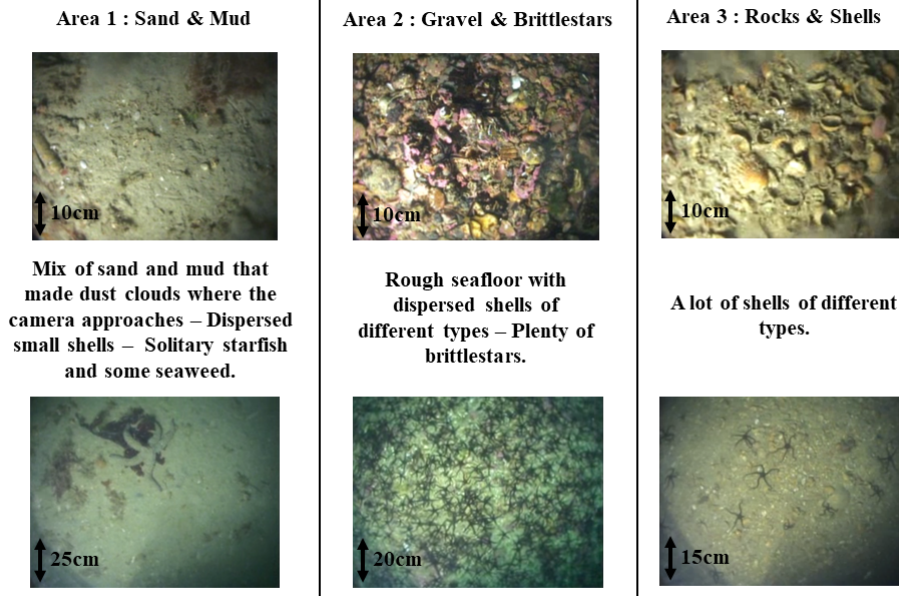 Area 1 : Sand & Mud
10cm
Mix of sand and mud that
made dust clouds where the
camera approaches – Dispersed
small shells – Solitary starfish
and some seaweed.
25cm
Area 2 : Gravel & Brittlestars
10cm
Rough seafloor with
dispersed shells of
different types – Plenty of
brittlestars.
20cm
Area 3 : Rocks & Shells
10cm
A lot of shells of different
types.
15cm